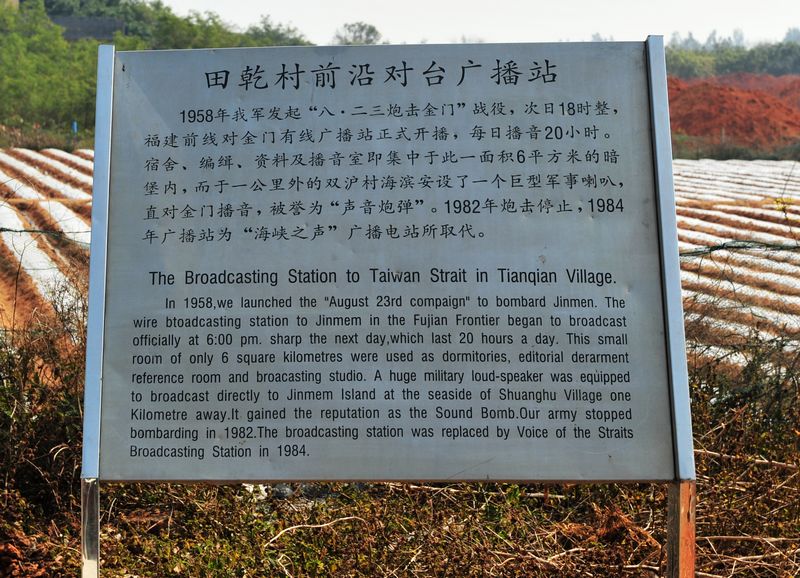 田乾村前沿对台广播站
1958年我军发起“八·二三炮击金门”战役，次日18时整，
福建前线对金门有线广播站正式开播，每日播音20小时。
宿舍、编缉、资料及播音室即集中于此一面积6平方米的暗
堡内，而于一公里外的双沪村海滨安设了一个巨型军事喇叭，
直对金门播音，被誉为“声音炮弹”。1982年炮击停止，1984
年广播站为“海峡之声”广播电站所取代。
The Broadcasting Station to Taiwan Strait in Tianqian Village.
In 1958,we launched the "August 23rd compaign" to bombard Jinmen. The
wire btoadcasting station to Jinmem in the Fujian Frontier began to broadcast
officially at 6:00 pm. sharp the next day,which last 20 hours a day. This small
room of only 6 square kilometres were used as dormitories, editorial derarment
reference room and broacasting studio. A huge military loud-speaker was equipped
to broadcast directly to Jinmem Island at the seaside of Shuanghu Village one
Kilometre away.It gained the reputation as the Sound Bomb.Our army stopped
bombarding in 1982.The broadcasting station was replaced by Voice of the Straits
Broadcasting Station in 1984.